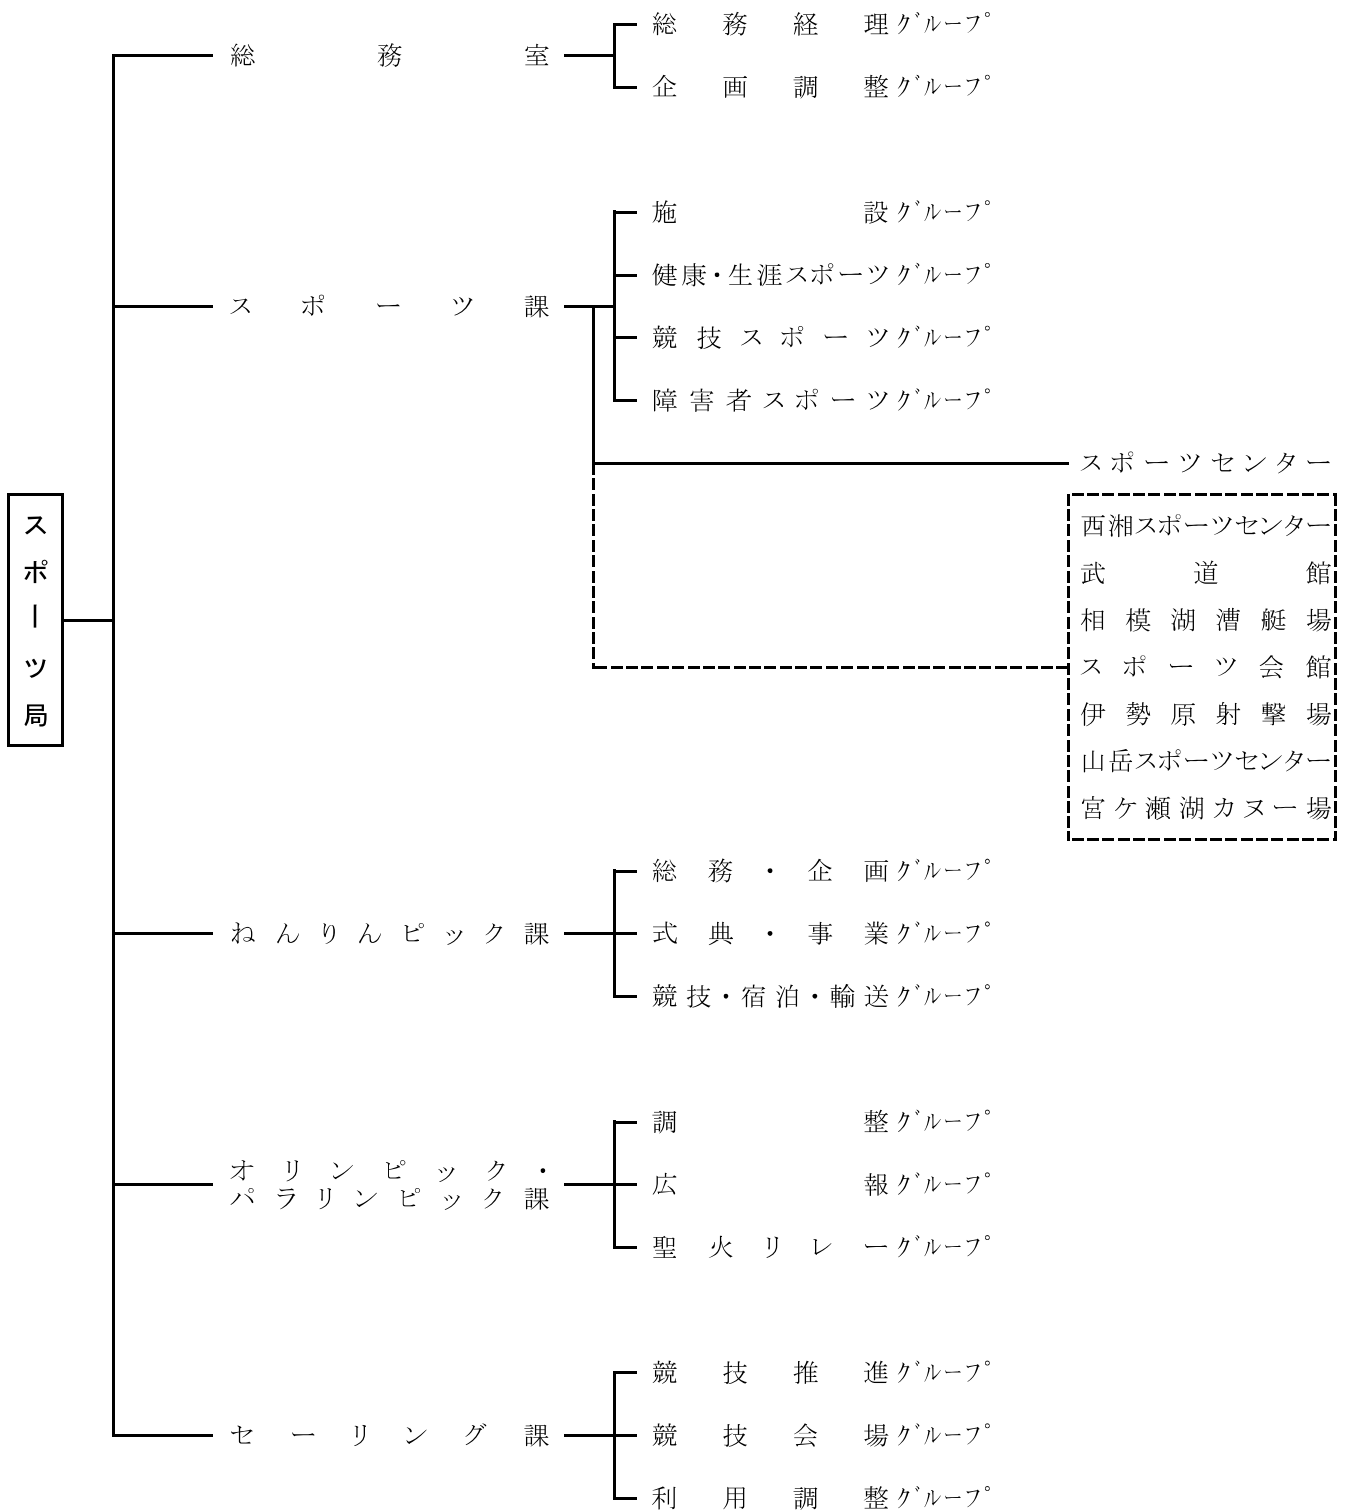 スポーツ局
総務室
総務経理ｸﾞﾙｰﾌﾟ
企画調整ｸﾞﾙｰﾌﾟ
スポーツ課
施設ｸﾞﾙｰﾌﾟ
健康・生涯スポーツｸﾞﾙｰﾌﾟ
競技スポーツｸﾞﾙｰﾌﾟ
障害者スポーツｸﾞﾙｰﾌﾟ
スポーツセンター
西湘スポーツセンター
武道館
相模湖漕艇場
スポーツ会館
伊勢原射撃場
山岳スポーツセンター
宮ケ瀬湖カヌー場
ねんりんピック課
総務・企画ｸﾞﾙｰﾌﾟ
式典・事業ｸﾞﾙｰﾌﾟ
競技・宿泊・輸送ｸﾞﾙｰﾌﾟ
オリンピック・
パラリンピック課
調整ｸﾞﾙｰﾌﾟ
広報ｸﾞﾙｰﾌﾟ
聖火リレーｸﾞﾙｰﾌﾟ
セーリング課
競技推進ｸﾞﾙｰﾌﾟ
競技会場ｸﾞﾙｰﾌﾟ
利用調整ｸﾞﾙｰﾌﾟ